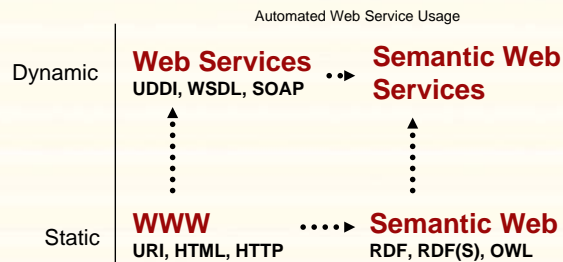 Automated Web Service Usage
Dynamic
Web Services
UDDI, WSDL, SOAP
Semantic Web
Services
Static
WWW
URI, HTML, HTTP
Semantic Web
RDF, RDF(S), OWL